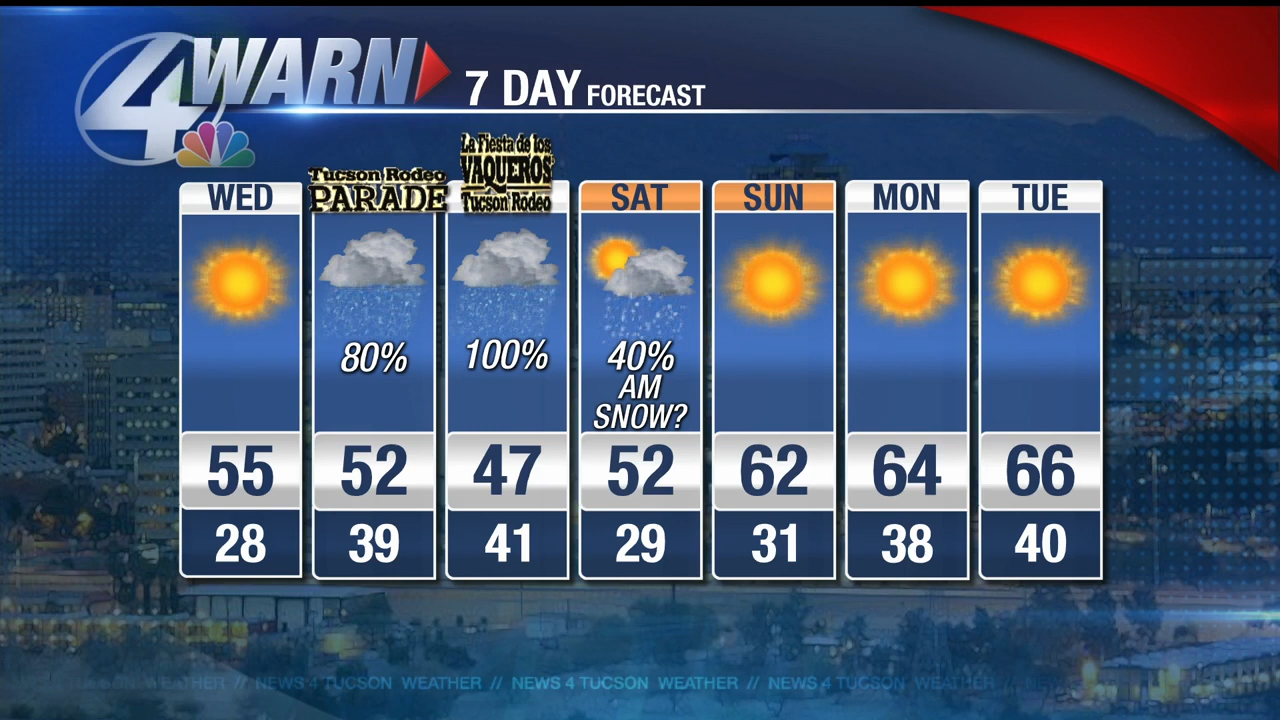 4WARN
7 DAY FORECAST
La Fiesta de los
VAQUEROS
Tucson Rodeo
Tucson Rodeo
PARADE
WED
SAT
SUN
MON
TUE
80%
100%
40%
AM
SNOW?
55
52
47
52
62
64
66
28
39
41
29
31
38
40
WEATHER // NEWS 4 TUCSON WEATHER // NEWS 4 TUCSON WEATHER // NEWS 4 TUCSON WEATHER //